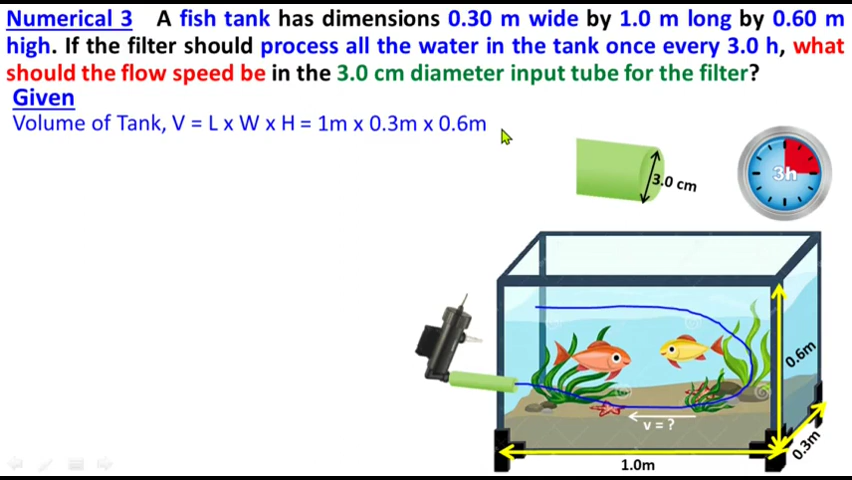 Numerical 3 A fish tank has dimensions 0.30 m wide by 1.0 m long by 0.60 m
high. If the filter should process all the water in the tank once every 3.0 h, what
should the flow speed be in the 3.0 cm diameter input tube for the filter?
Given
Volume of Tank, V = L x W x H = 1m x 0.3m x 0.6m
3.0 cm
3h
0.6m
v = ?
0.3m
1.0m